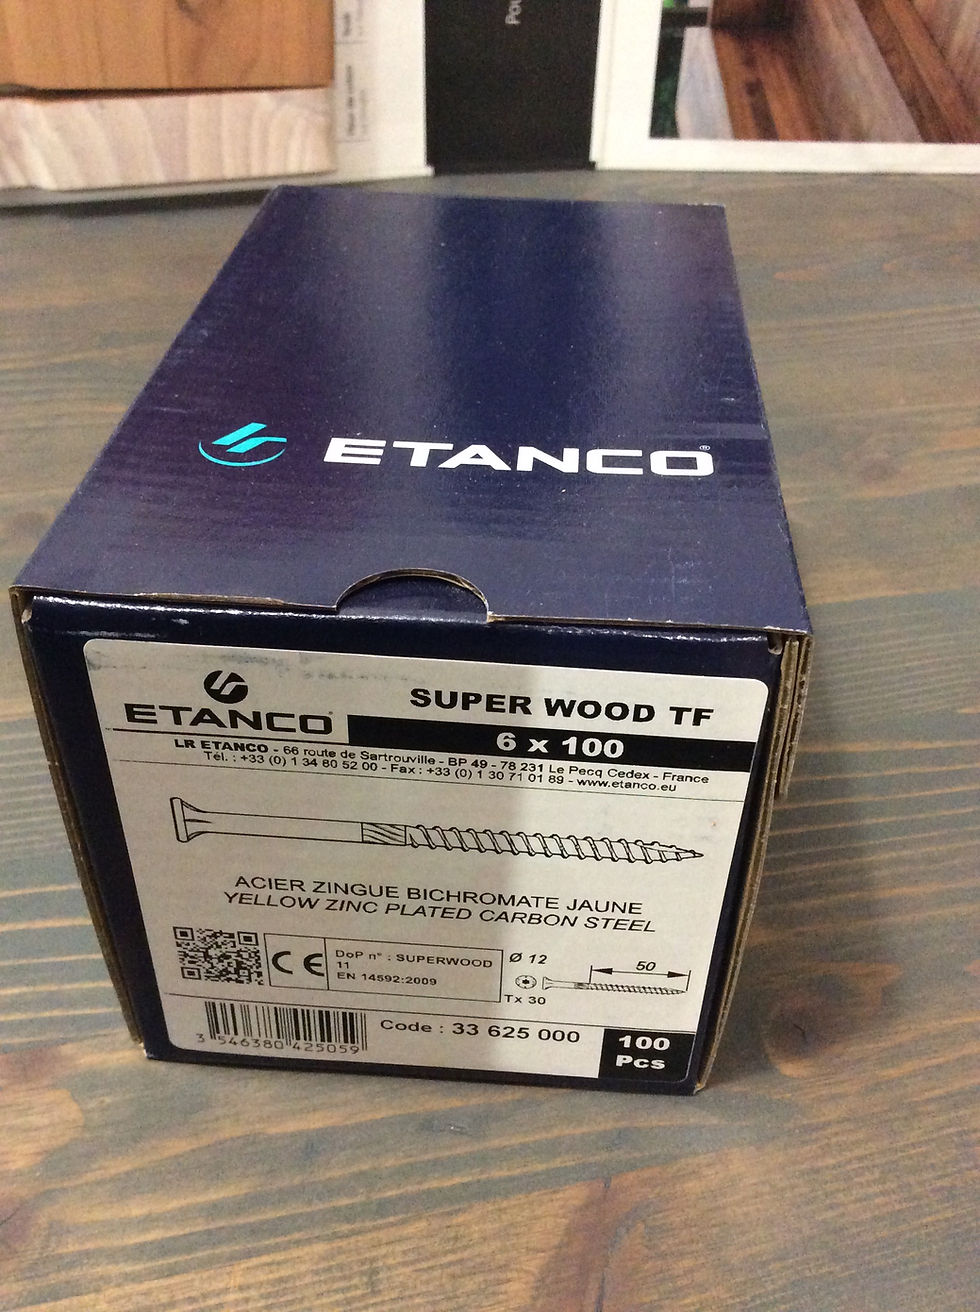 ETANCO®
ETANCO
SUPER WOOD TF
6 x 100
LR ETANCO - 66 route de Sartrouville - BP 49 - 78 231 Le Pecq Cedex - France
Tél. : +33 (0) 1 34 80 52 00 - Fax : +33 (0) 1 30 71 01 89 - www.etanco.eu
ACIER ZINGUE BICHROMATE JAUNE
YELLOW ZINC PLATED CARBON STEEL
CE
DoP n° : SUPERWOOD
11
EN 14592:2009
Ø 12
50
Tx 30
3 546380 425059
Code : 33 625 000
100
Pcs